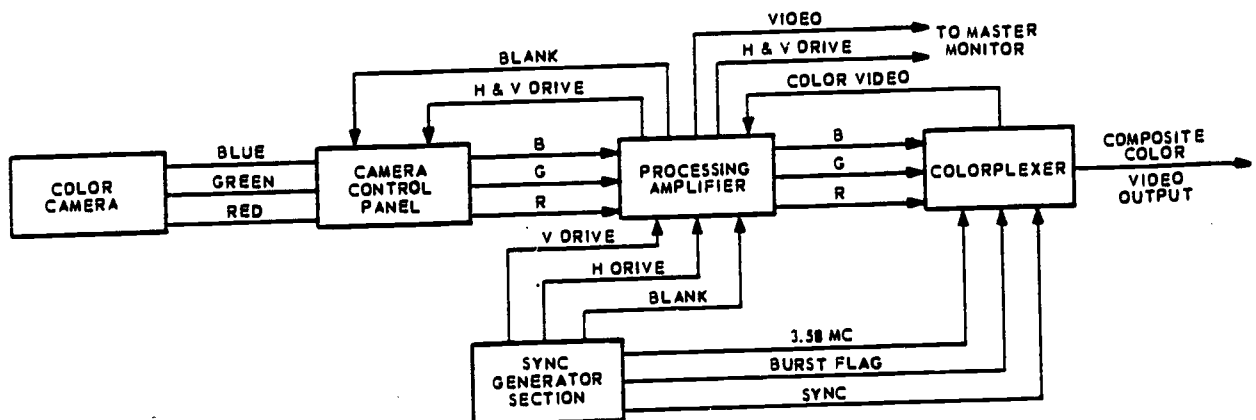 VIDEO
TO MASTER
MONITOR
H & V DRIVE
BLANK
COLOR VIDEO
H & V DRIVE
COLOR
CAMERA
BLUE
GREEN
RED
CAMERA
CONTROL
PANEL
B
G
R
PROCESSING
AMPLIFIER
B
G
R
COLORPLEXER
COMPOSITE
COLOR
VIDEO
OUTPUT
V DRIVE
H DRIVE
BLANK
SYNC
GENERATOR
SECTION
3.58 MC
BURST FLAG
SYNC